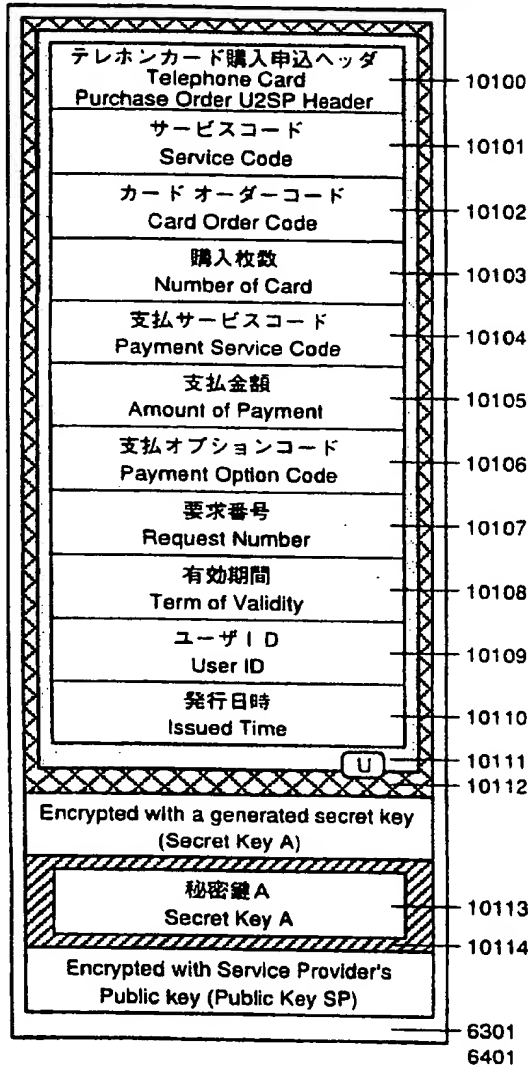 テレホンカード購入申込ヘッダ
Telephone Card
Purchase Order U2SP Header
10100
サービスコード
Service Code
10101
カード オーダーコード
Card Order Code
10102
購入枚数
Number of Card
10103
支払サービスコード
Payment Service Code
10104
支払金額
Amount of Payment
10105
支払オプションコード
Payment Option Code
10106
要求番号
Request Number
10107
有効期間
Term of Validity
10108
ユーザID
User ID
10109
発行日時
Issued Time
10110
U
10111
10112
Encrypted with a generated secret key
(Secret Key A)
秘密鍵A
Secret Key A
10113
10114
Encrypted with Service Provider's
Public key (Public Key SP)
6301
6401